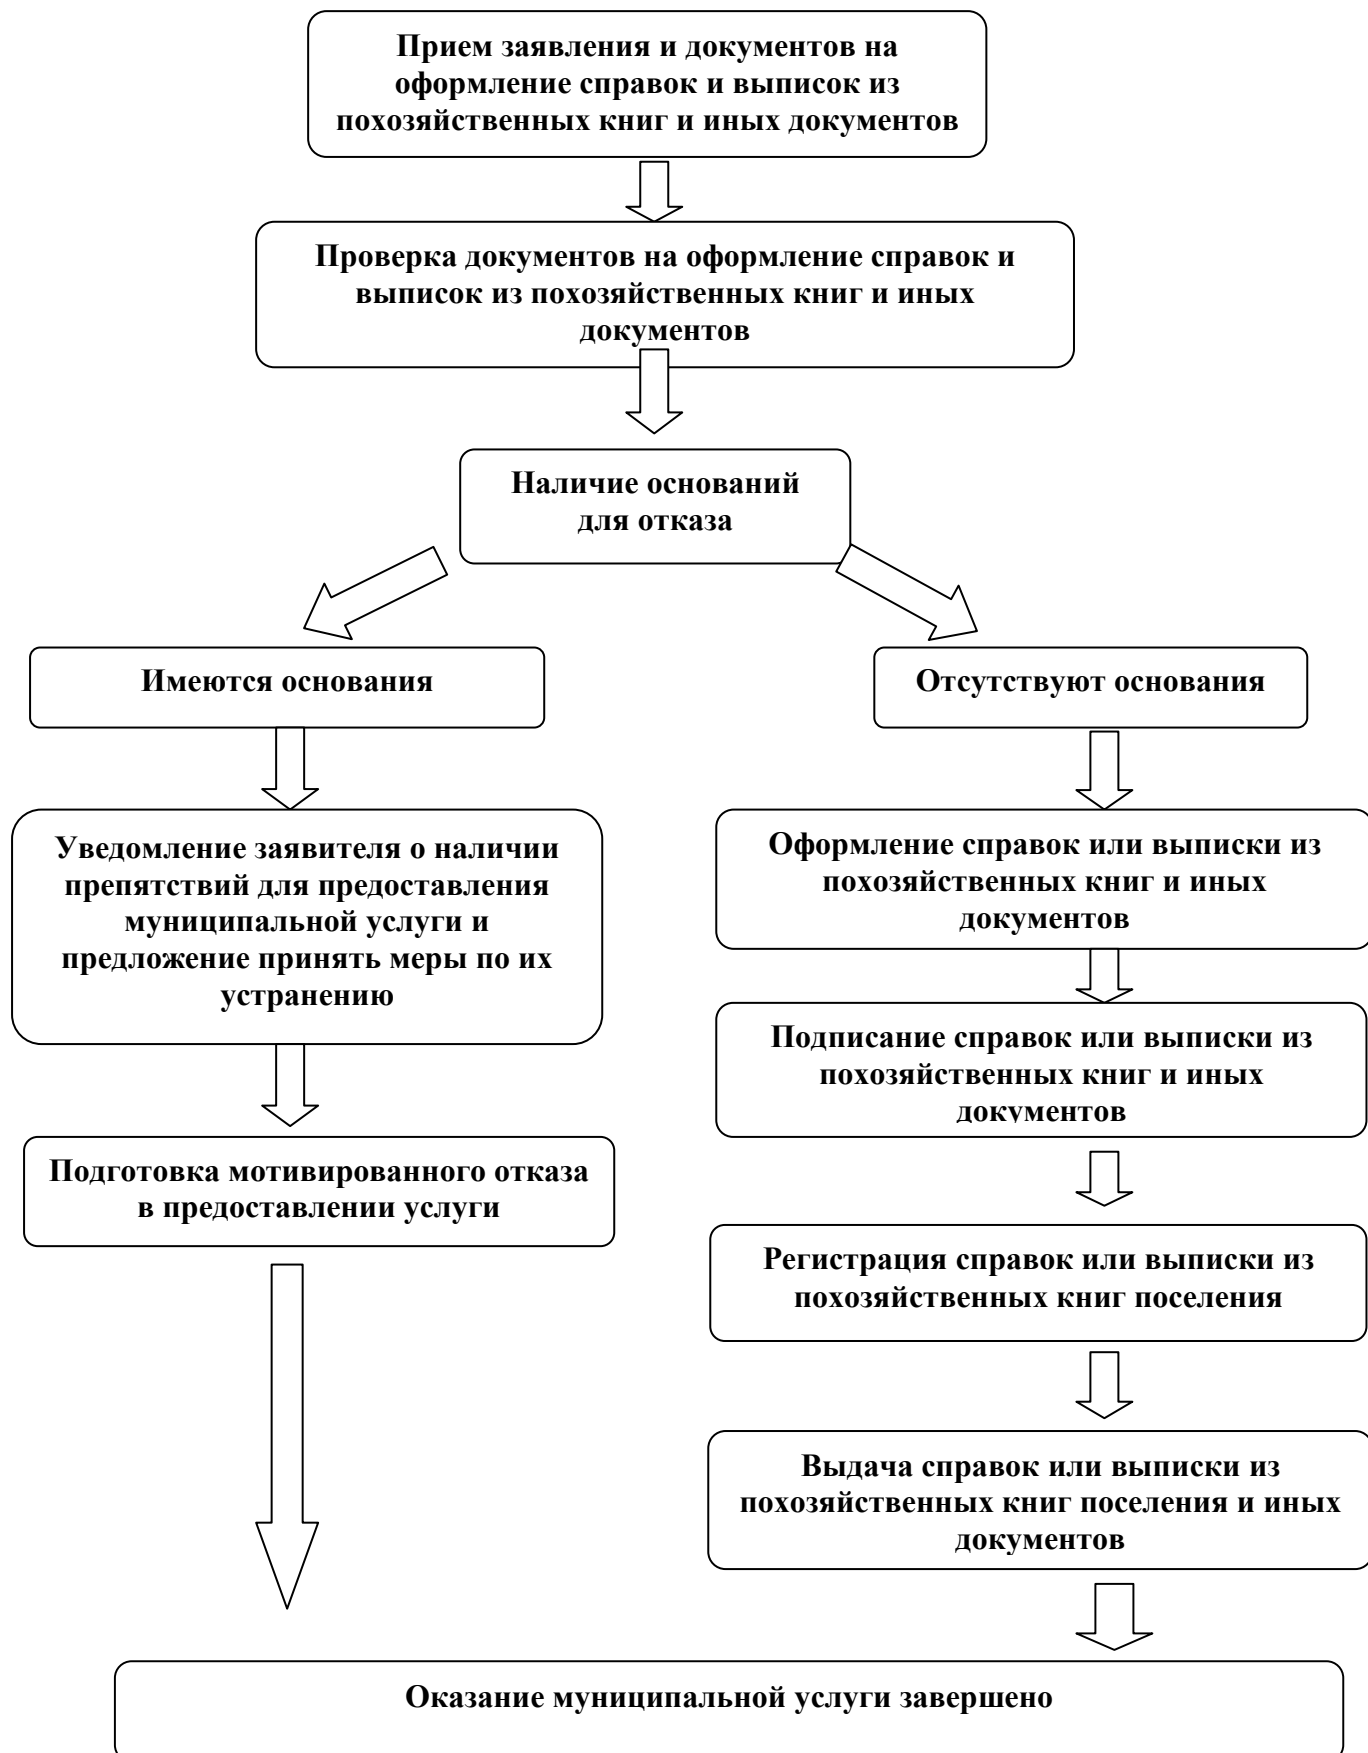 Прием заявления и документов на
оформление справок и выписок из
похозяйственных книг и иных документов
Проверка документов на оформление справок и
выписок из похозяйственных книг и иных
документов
Наличие оснований
для отказа
Имеются основания
Отсутствуют основания
Уведомление заявителя о наличии
препятствий для предоставления
муниципальной услуги и
предложение принять меры по их
устранению
Подготовка мотивированного отказа
в предоставлении услуги
Оформление справок или выписки из
похозяйственных книг и иных
документов
Подписание справок или выписки из
похозяйственных книг и иных
документов
Регистрация справок или выписки из
похозяйственных книг поселения
Выдача справок или выписки из
похозяйственных книг поселения и иных
документов
Оказание муниципальной услуги завершено